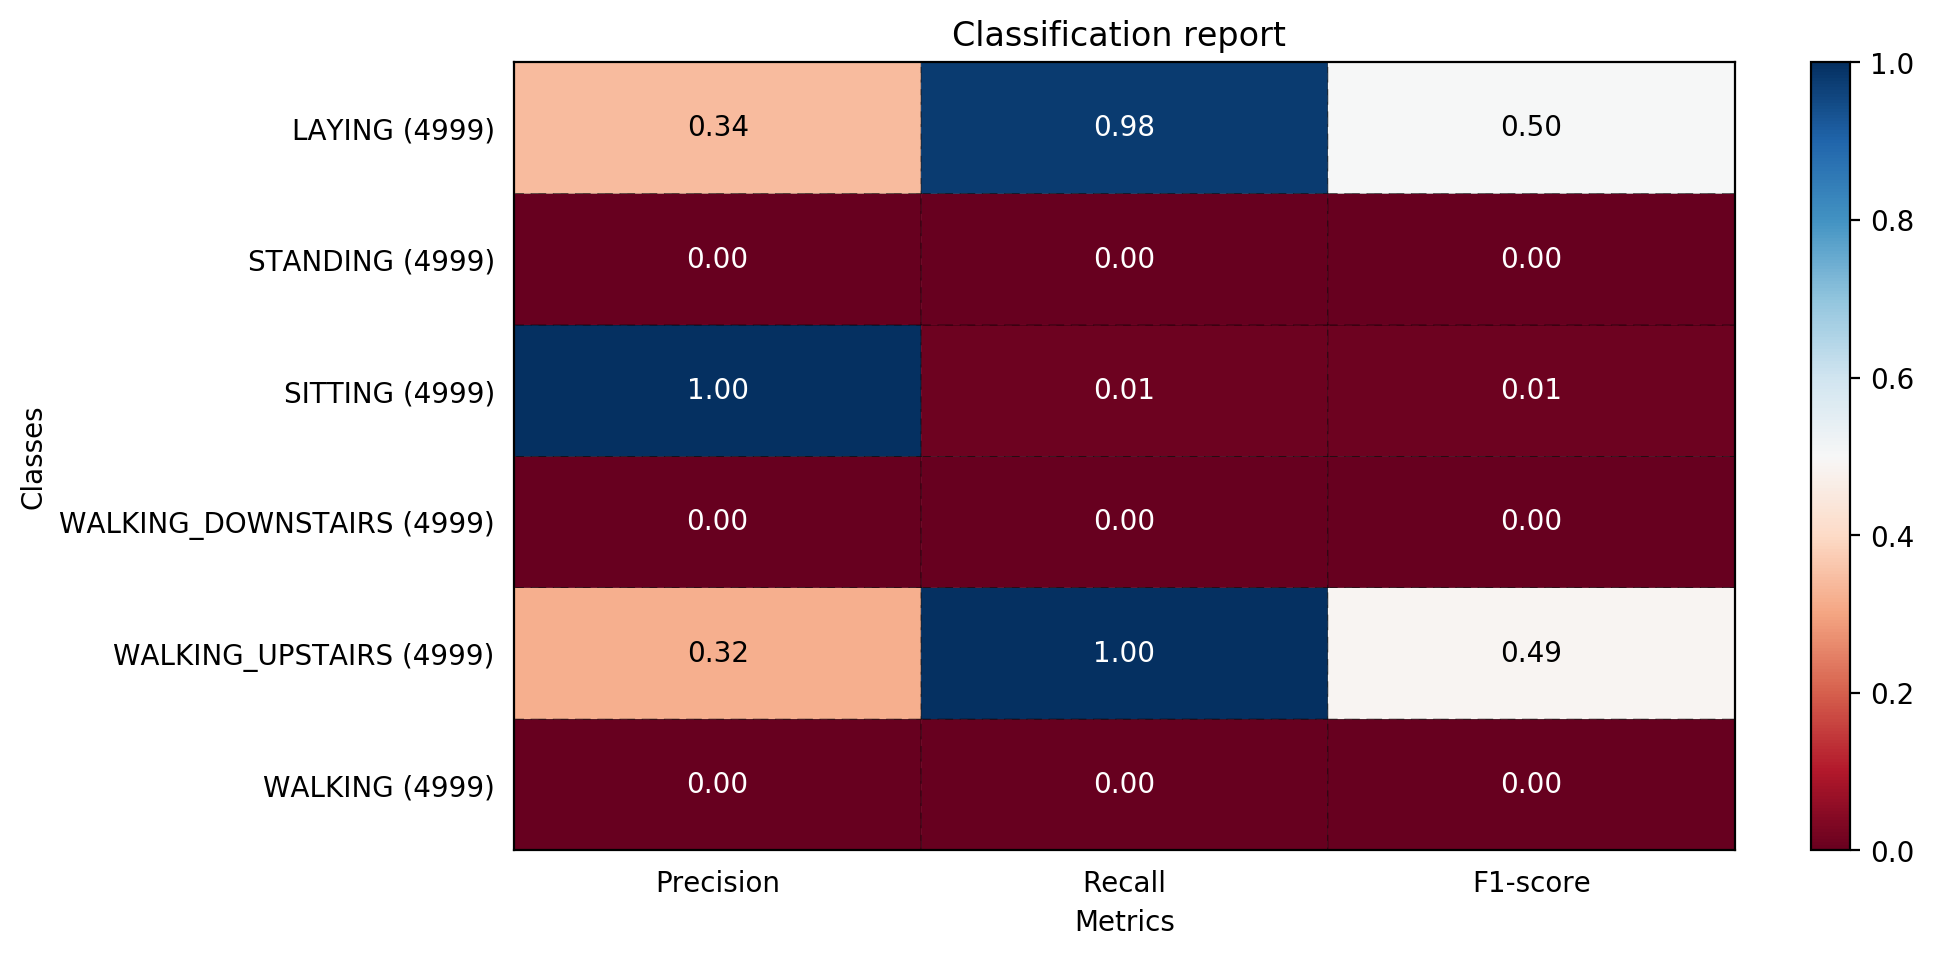 Classification report
LAYING (4999) 0.34 0.98 0.50
STANDING (4999) 0.00 0.00 0.00
SITTING (4999) 1.00 0.01 0.01
WALKING_DOWNSTAIRS (4999) 0.00 0.00 0.00
WALKING_UPSTAIRS (4999) 0.32 1.00 0.49
WALKING (4999) 0.00 0.00 0.00
Classes
Precision Recall F1-score
Metrics
1.0
0.8
0.6
0.4
0.2
0.0